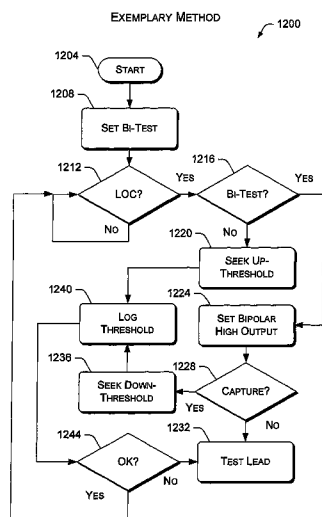 EXEMPLARY METHOD
1200
1204
START
1208
SET BI-TEST
1212
1216
LOC?
YES
BI-TEST?
YES
NO
NO
1220
SEEK UP-
THRESHOLD
1240
1224
LOG
THRESHOLD
SET BIPOLAR
HIGH OUTPUT
1236
1228
SEEK DOWN-
THRESHOLD
CAPTURE?
YES
NO
1244
1232
OK?
NO
TEST LEAD
YES